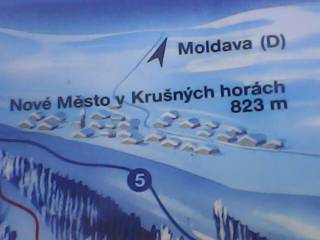 Moldava (D)
Nové Město v Krušných horách
823 m
5